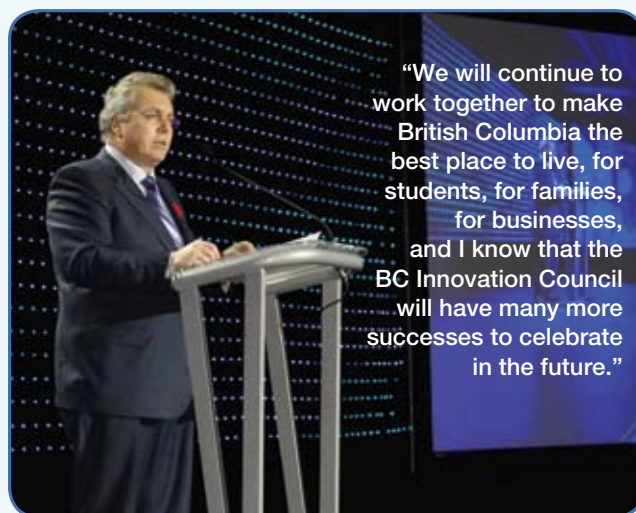 “We will continue to
work together to make
British Columbia the
best place to live, for
students, for families,
for businesses,
and I know that the
BC Innovation Council
will have many more
successes to celebrate
in the future.”